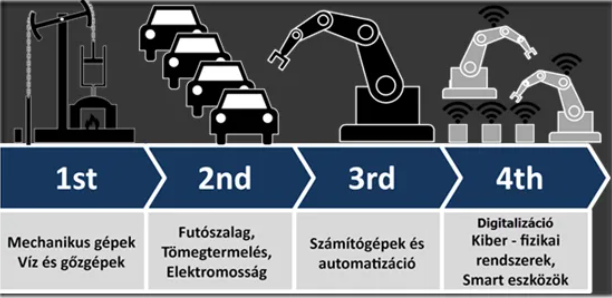 1st
2nd
3rd
4th
Mechanikus gépek
Víz és gőzgépek
Futószalag,
Tömegtermelés,
Elektromosság
Számítógépek és
automatizáció
Digitalizáció
Kiber - fizikai
rendszerek,
Smart eszközök